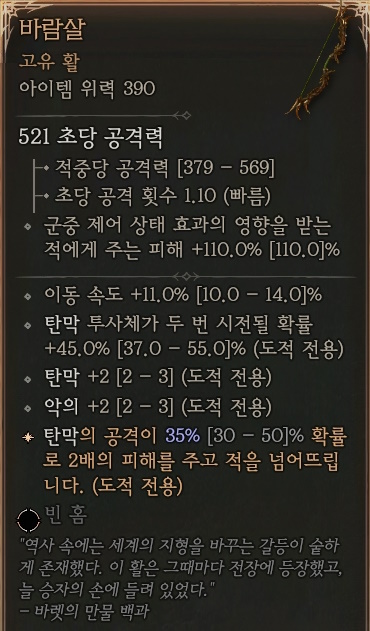 바람살
고유 활
아이템 위력 390
521 초당 공격력
적중당 공격력 [379 – 569]
초당 공격 횟수 1.10 (빠름)
군중 제어 상태 효과의 영향을 받는
적에게 주는 피해 +110.0% [110.0]%
이동 속도 +11.0% [10.0 – 14.0]%
탄막 투사체가 두 번 시전될 확률
+45.0% [37.0 – 55.0]% (도적 전용)
탄막 +2 [2 – 3] (도적 전용)
악의 +2 [2 – 3] (도적 전용)
탄막의 공격이 35% [30 – 50]% 확률
로 2배의 피해를 주고 적을 넘어뜨립
니다. (도적 전용)
빈 홈
"역사 속에는 세계의 지형을 바꾸는 갈등이 숱하
게 존재했다. 이 활은 그때마다 전장에 등장했고,
늘 승자의 손에 들려 있었다."
– 바렛의 만물 백과